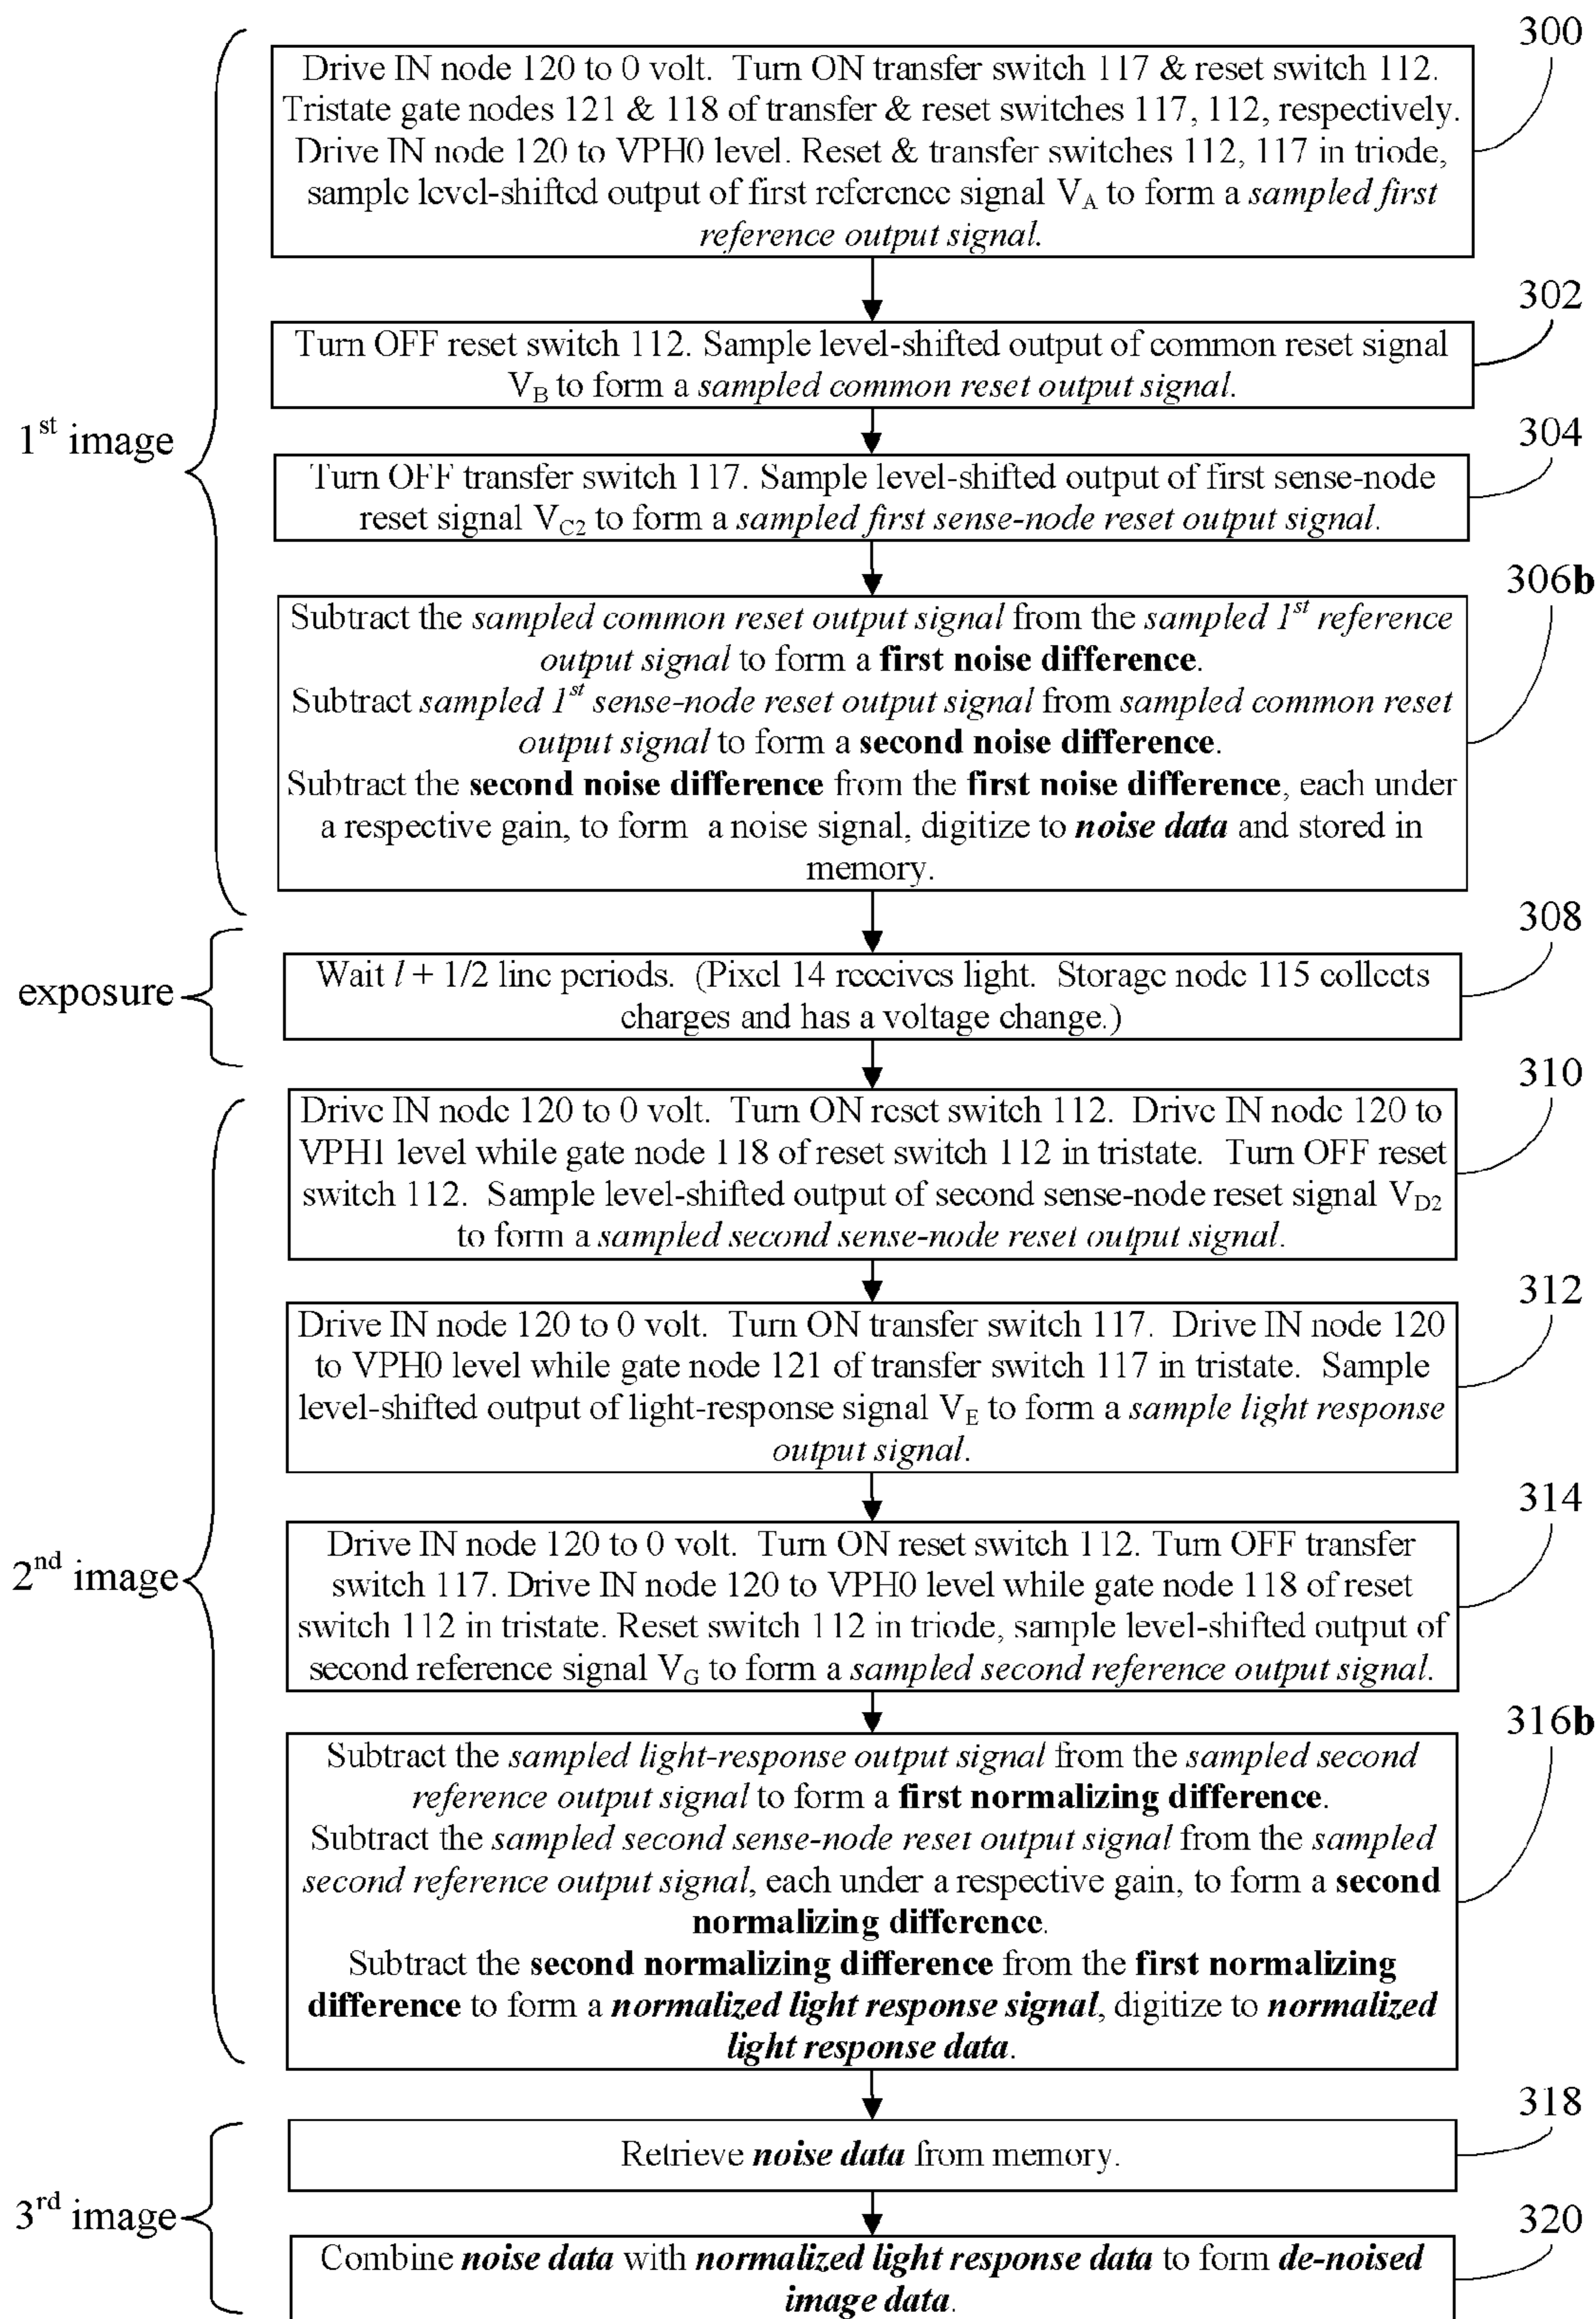 300
Drive IN node 120 to 0 volt. Turn ON transfer switch 117 & reset switch 112.
Tristate gate nodes 121 & 118 of transfer & reset switches 117, 112, respectively.
Drive IN node 120 to VPH0 level. Reset & transfer switches 112, 117 in triode,
sample level-shifted output of first reference signal VA to form a sampled first
reference output signal.
302
Turn OFF reset switch 112. Sample level-shifted output of common reset signal
VB to form a sampled common reset output signal.
1st image
304
Turn OFF transfer switch 117. Sample level-shifted output of first sense-node
reset signal VC2 to form a sampled first sense-node reset output signal.
306b
Subtract the sampled common reset output signal from the sampled 1st reference
output signal to form a first noise difference.
Subtract sampled 1st sense-node reset output signal from sampled common reset
output signal to form a second noise difference.
Subtract the second noise difference from the first noise difference, each under
a respective gain, to form a noise signal, digitize to noise data and stored in
memory.
308
exposure
Wait l + 1/2 line periods. (Pixel 14 receives light. Storage node 115 collects
charges and has a voltage change.)
310
Drive IN node 120 to 0 volt. Turn ON reset switch 112. Drive IN node 120 to
VPH1 level while gate node 118 of reset switch 112 in tristate. Turn OFF reset
switch 112. Sample level-shifted output of second sense-node reset signal VD2
to form a sampled second sense-node reset output signal.
312
Drive IN node 120 to 0 volt. Turn ON transfer switch 117. Drive IN node 120
to VPH0 level while gate node 121 of transfer switch 117 in tristate. Sample
level-shifted output of light-response signal VE to form a sample light response
output signal.
314
2nd image
Drive IN node 120 to 0 volt. Turn ON reset switch 112. Turn OFF transfer
switch 117. Drive IN node 120 to VPH0 level while gate node 118 of reset
switch 112 in tristate. Reset switch 112 in triode, sample level-shifted output of
second reference signal VG to form a sampled second reference output signal.
316b
Subtract the sampled light-response output signal from the sampled second
reference output signal to form a first normalizing difference.
Subtract the sampled second sense-node reset output signal from the sampled
second reference output signal, each under a respective gain, to form a second
normalizing difference.
Subtract the second normalizing difference from the first normalizing
difference to form a normalized light response signal, digitize to normalized
light response data.
318
Retrieve noise data from memory.
3rd image
320
Combine noise data with normalized light response data to form de-noised
image data.